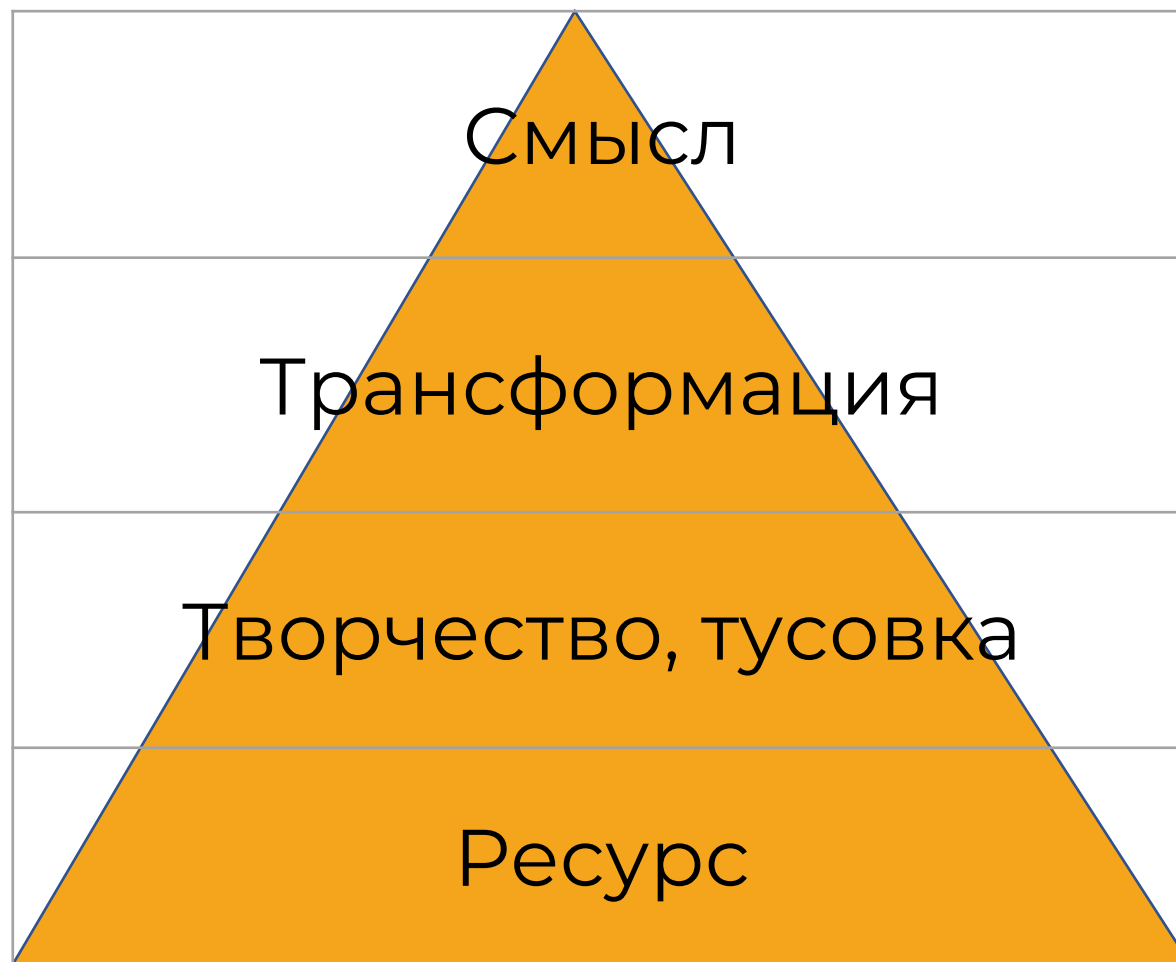 Смысл
Трансформация
Творчество, тусовка
Ресурс